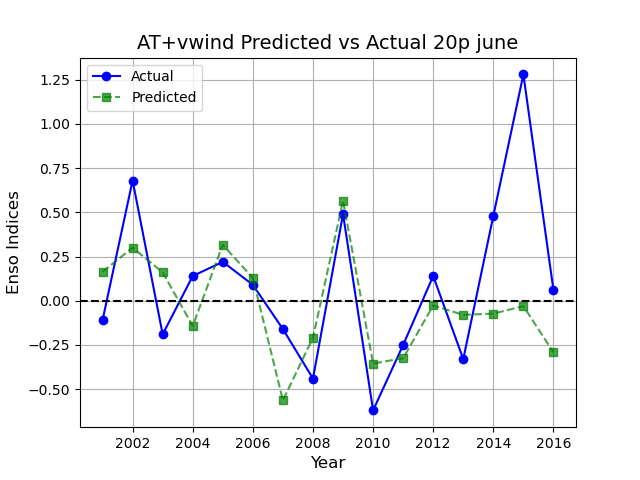 AT+vwind Predicted vs Actual 20p june
Actual
Predicted
1.25
1.00
0.75
0.50
0.25
0.00
−0.25
−0.50
Enso Indices
2002 2004 2006 2008 2010 2012 2014 2016
Year